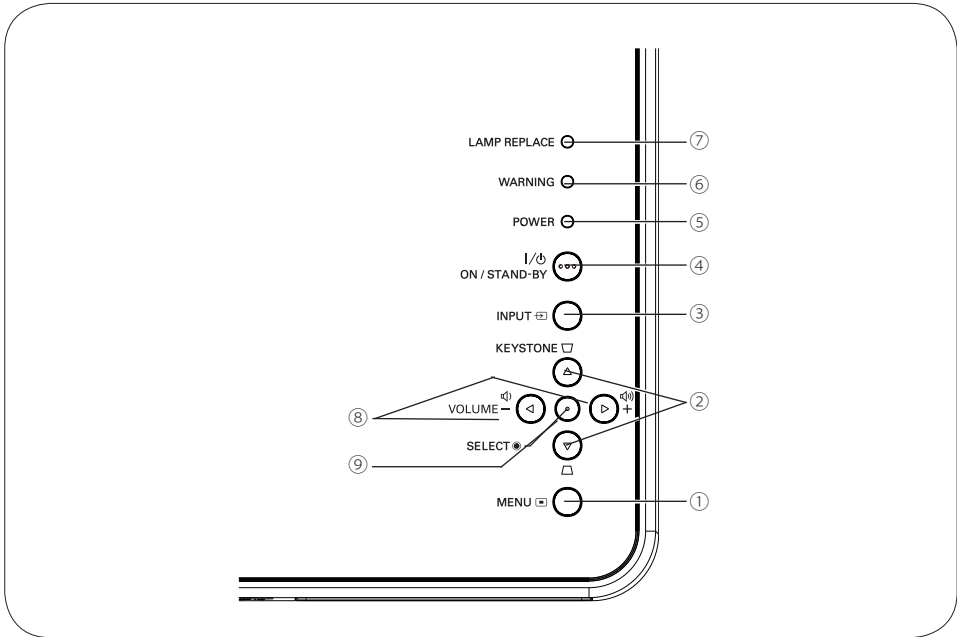 LAMP REPLACE ⑦
WARNING ⑥
POWER ⑤
I/⏻
ON / STAND-BY ④
INPUT ③
KEYSTONE
②
VOLUME − +
⑧
SELECT
⑨
MENU ①